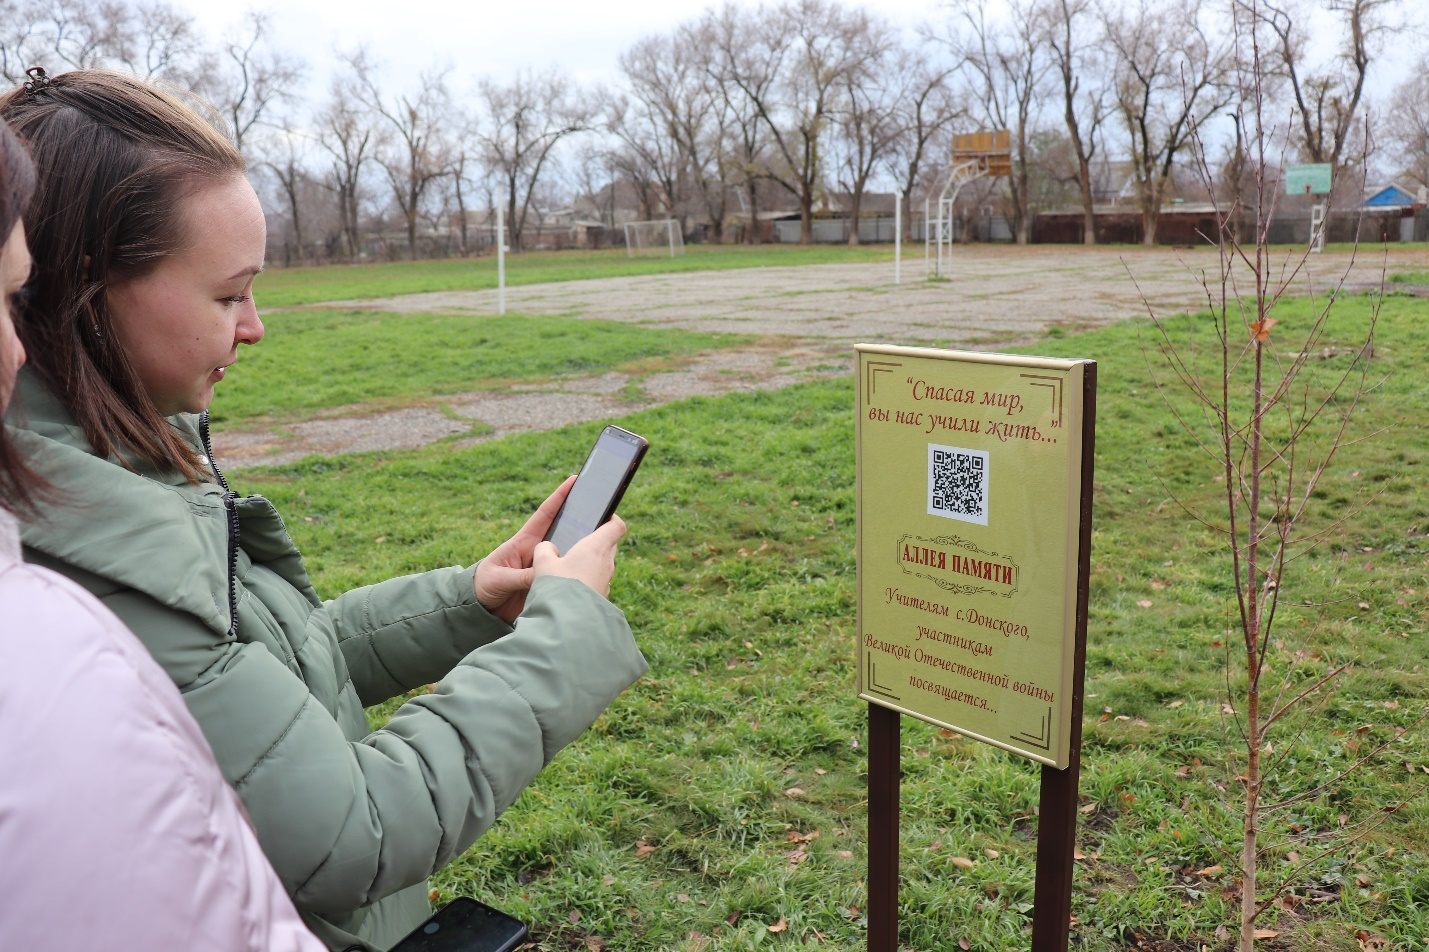 “Спасая мир,
вы нас учили жить...”
АЛЛЕЯ ПАМЯТИ
Учителям с.Донского,
участникам
Великой Отечественной войны
посвящается...